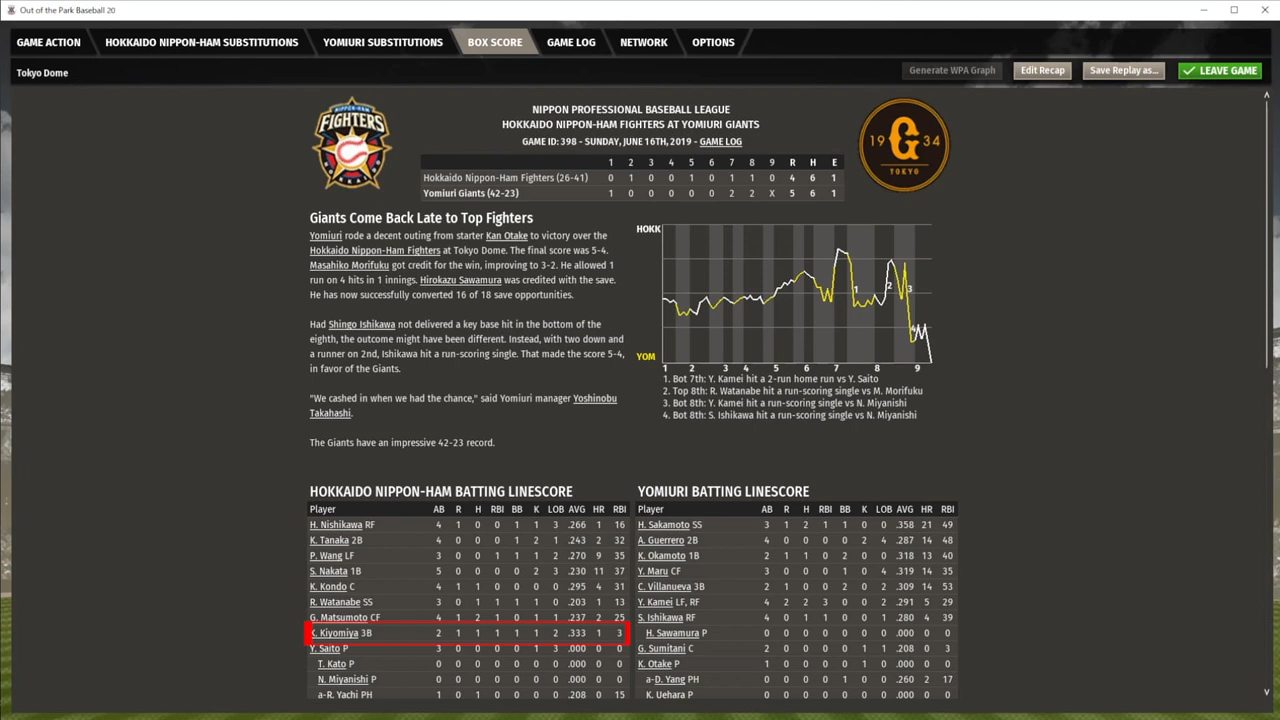 Out of the Park Baseball 20
GAME ACTION HOKKAIDO NIPPON-HAM SUBSTITUTIONS YOMIURI SUBSTITUTIONS BOX SCORE GAME LOG NETWORK OPTIONS
Tokyo Dome Generate WPA Graph Edit Recap Save Replay as... LEAVE GAME
NIPPON-HAM
FIGHTERS
19 G 34
TOKYO
NIPPON PROFESSIONAL BASEBALL LEAGUE
HOKKAIDO NIPPON-HAM FIGHTERS AT YOMIURI GIANTS
GAME ID: 398 - SUNDAY, JUNE 16TH, 2019 - GAME LOG
1 2 3 4 5 6 7 8 9 R H E
Hokkaido Nippon-Ham Fighters (26-41) 0 1 0 0 1 0 1 1 0 4 6 1
Yomiuri Giants (42-23) 1 0 0 0 0 0 2 2 X 5 6 1
Giants Come Back Late to Top Fighters
Yomiuri rode a decent outing from starter Kan Otake to victory over the
Hokkaido Nippon-Ham Fighters at Tokyo Dome. The final score was 5-4.
Masahiko Morifuku got credit for the win, improving to 3-2. He allowed 1
run on 4 hits in 1 innings. Hirokazu Sawamura was credited with the save.
He has now successfully converted 16 of 18 save opportunities.
Had Shingo Ishikawa not delivered a key base hit in the bottom of the
eighth, the outcome might have been different. Instead, with two down and
a runner on 2nd, Ishikawa hit a run-scoring single. That made the score 5-4,
in favor of the Giants.
"We cashed in when we had the chance," said Yomiuri manager Yoshinobu
Takahashi.
The Giants have an impressive 42-23 record.
HOKK
1 2 3 4
YOM
1 2 3 4 5 6 7 8 9
1. Bot 7th: Y. Kamei hit a 2-run home run vs Y. Saito
2. Top 8th: R. Watanabe hit a run-scoring single vs M. Morifuku
3. Bot 8th: Y. Kamei hit a run-scoring single vs N. Miyanishi
4. Bot 8th: S. Ishikawa hit a run-scoring single vs N. Miyanishi
HOKKAIDO NIPPON-HAM BATTING LINESCORE
Player AB R H RBI BB K LOB AVG HR RBI
H. Nishikawa RF 4 1 0 0 1 1 3 .266 1 16
K. Tanaka 2B 4 0 0 0 1 2 1 .243 2 32
P. Wang LF 3 0 0 1 1 1 2 .270 9 35
S. Nakata 1B 5 0 0 0 0 2 3 .230 11 37
K. Kondo C 4 1 1 0 0 0 0 .295 4 31
R. Watanabe SS 3 0 1 1 1 1 0 .203 1 13
G. Matsumoto CF 4 1 2 1 0 1 1 .237 2 25
K. Kiyomiya 3B 2 1 1 1 1 1 2 .333 1 3
Y. Saito P 3 0 0 0 0 1 3 .000 0 0
T. Kato P 0 0 0 0 0 0 0 .000 0 0
N. Miyanishi P 0 0 0 0 0 0 0 .000 0 0
a-R. Yachi PH 1 0 1 0 0 0 0 .208 0 15
YOMIURI BATTING LINESCORE
Player AB R H RBI BB K LOB AVG HR RBI
H. Sakamoto SS 3 1 2 1 1 0 0 .358 21 49
A. Guerrero 2B 4 0 0 0 0 2 4 .287 14 48
K. Okamoto 1B 2 1 1 0 2 0 0 .318 13 40
Y. Maru CF 3 0 0 0 1 0 4 .319 14 35
C. Villanueva 3B 2 1 0 0 2 0 2 .309 14 53
Y. Kamei LF, RF 4 2 2 3 0 0 2 .291 5 29
S. Ishikawa RF 4 0 1 1 0 0 1 .280 4 39
H. Sawamura P 0 0 0 0 0 0 0 .000 0 0
G. Sumitani C 2 0 0 0 0 1 1 .208 0 3
K. Otake P 1 0 0 0 0 1 0 .000 0 0
a-D. Yang PH 0 0 0 0 1 0 0 .260 2 17
K. Uehara P 0 0 0 0 0 0 0 .000 0 0